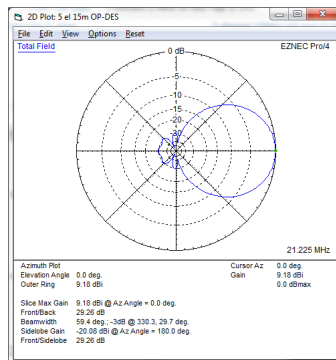 2D Plot: 5 el 15m OP-DES
File Edit View Options Reset
Total Field
0 dB
EZNEC Pro/4
-5
-10
-15
-20
-30
21.225 MHz
Azimuth Plot
Elevation Angle 0.0 deg.
Outer Ring 9.18 dBi
Cursor Az 0.0 deg.
Gain 9.18 dBi
0.0 dBmax
Slice Max Gain 9.18 dBi @ Az Angle = 0.0 deg.
Front/Back 29.26 dB
Beamwidth 59.4 deg.; -3dB @ 330.3, 29.7 deg.
Sidelobe Gain -20.08 dBi @ Az Angle = 180.0 deg.
Front/Sidelobe 29.26 dB